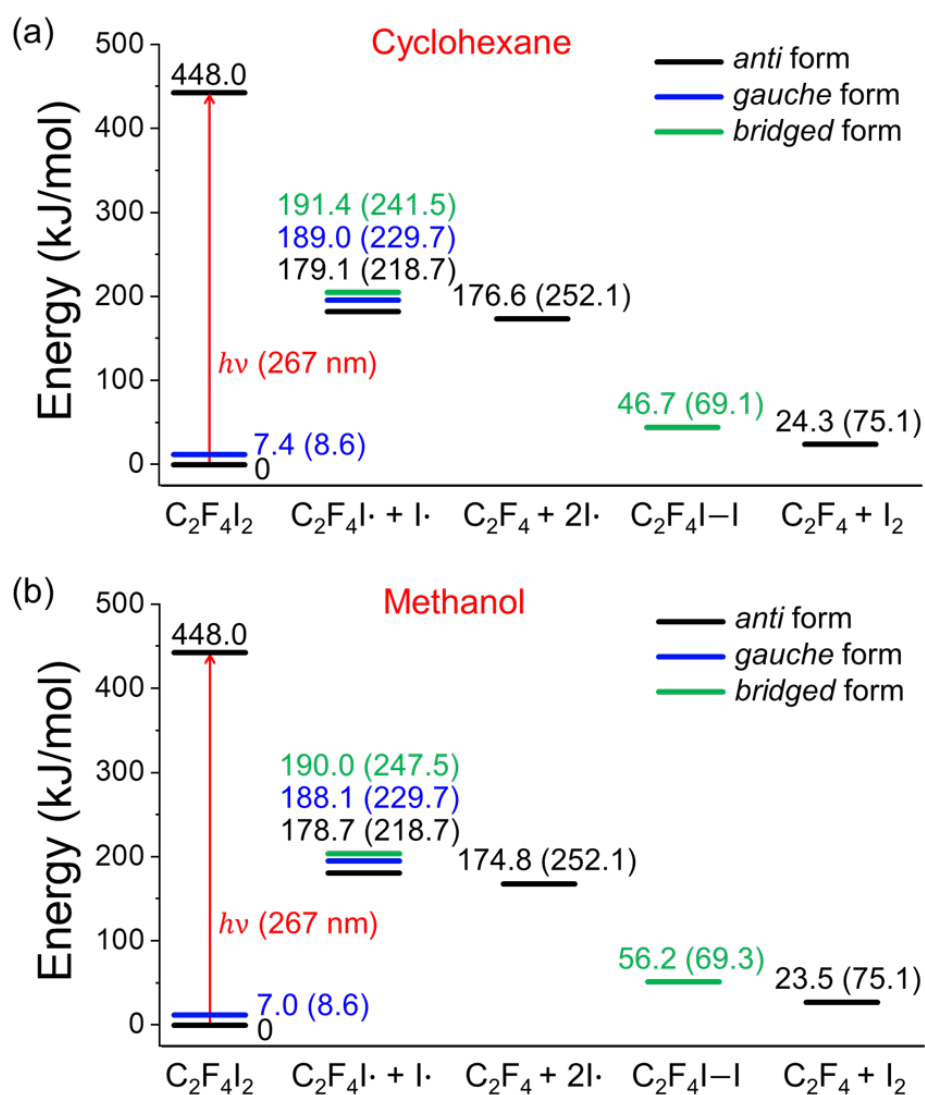 (a)
Cyclohexane
Energy (kJ/mol)
500
400
300
200
100
0
anti form
gauche form
bridged form
448.0
hν (267 nm)
7.4 (8.6)
0
191.4 (241.5)
189.0 (229.7)
179.1 (218.7)
176.6 (252.1)
46.7 (69.1)
24.3 (75.1)
C₂F₄I₂
C₂F₄I· + I·
C₂F₄ + 2I·
C₂F₄I–I
C₂F₄ + I₂
(b)
Methanol
Energy (kJ/mol)
500
400
300
200
100
0
anti form
gauche form
bridged form
448.0
hν (267 nm)
7.0 (8.6)
0
190.0 (247.5)
188.1 (229.7)
178.7 (218.7)
174.8 (252.1)
56.2 (69.3)
23.5 (75.1)
C₂F₄I₂
C₂F₄I· + I·
C₂F₄ + 2I·
C₂F₄I–I
C₂F₄ + I₂